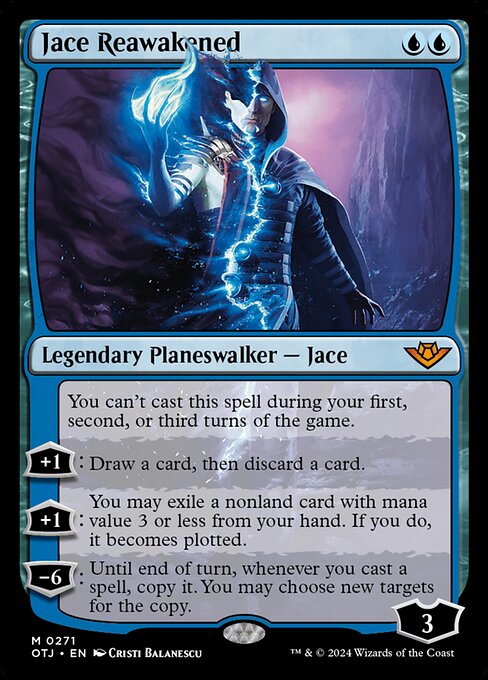 Jace Reawakened
Legendary Planeswalker — Jace
You can't cast this spell during your first,
second, or third turns of the game.
+1: Draw a card, then discard a card.
You may exile a nonland card with mana
+1: value 3 or less from your hand. If you do,
it becomes plotted.
Until end of turn, whenever you cast a
−6: spell, copy it. You may choose new targets
for the copy.
3
M 0271
OTJ • EN Cristi Balanescu
™ & © 2024 Wizards of the Coast